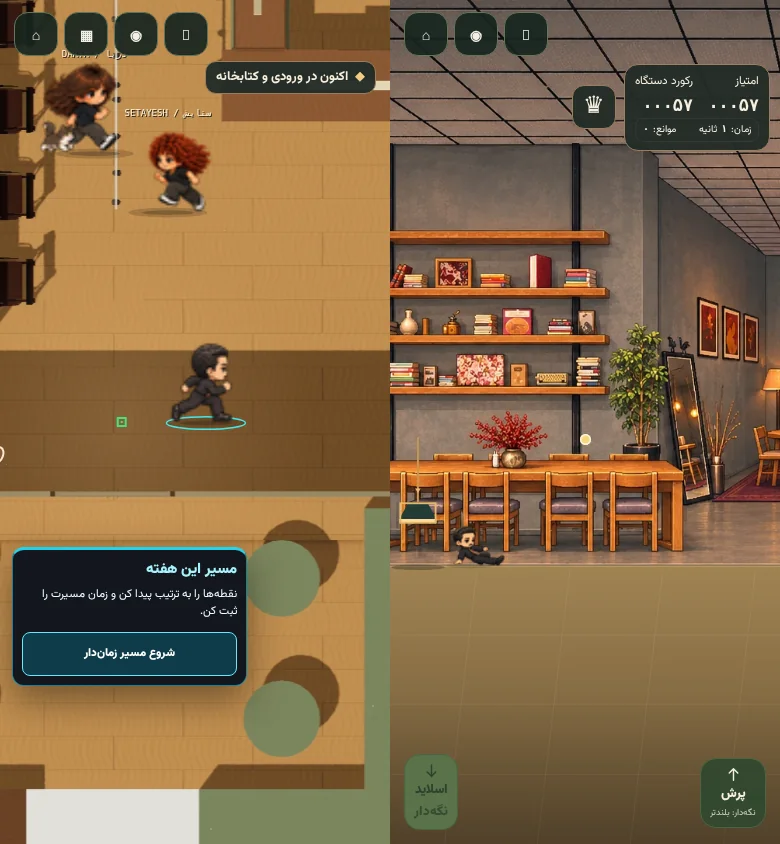 SETAYESH / ستایش
اکنون در ورودی و کتابخانه
مسیر این هفته
نقطه‌ها را به ترتیب پیدا کن و زمان مسیرت را
ثبت کن.
شروع مسیر زمان‌دار
امتیاز
رکورد دستگاه
۰۰۰۵۷
۰۰۰۵۷
زمان: ۱ ثانیه
موانع: ۰
اسلاید
نگه‌دار
پرش
نگه‌دار: بلندتر